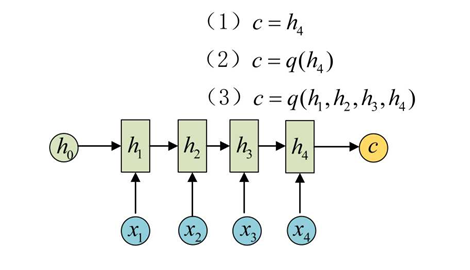 （1）c = h₄
（2）c = q(h₄)
（3）c = q(h₁, h₂, h₃, h₄)
h₀ h₁ h₂ h₃ h₄ c
x₁ x₂ x₃ x₄